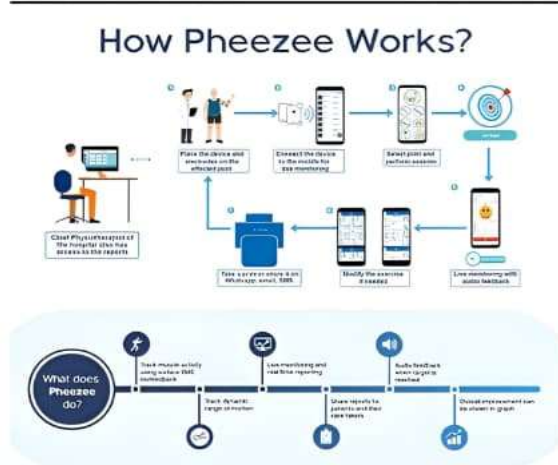 How Pheezee Works?
Place the device and
electrodes on the
affected joint
Connect the device
to the mobile for
live monitoring
Select joint and
perform session
Live monitoring with
audio feedback
Modify the exercise
if needed
Take a print or share it on
Whatsapp, email, SMS
Chief Physiotherapist of
the hospital also has
access to the reports
What does
Pheezee
do?
Track muscle activity
using surface EMG
biofeedback
Track dynamic
range of motion
Live monitoring and
real time reporting
Share reports to
patients and their
care takers
Audio feedback
when target is
reached
Overall improvement can
be shown in graph